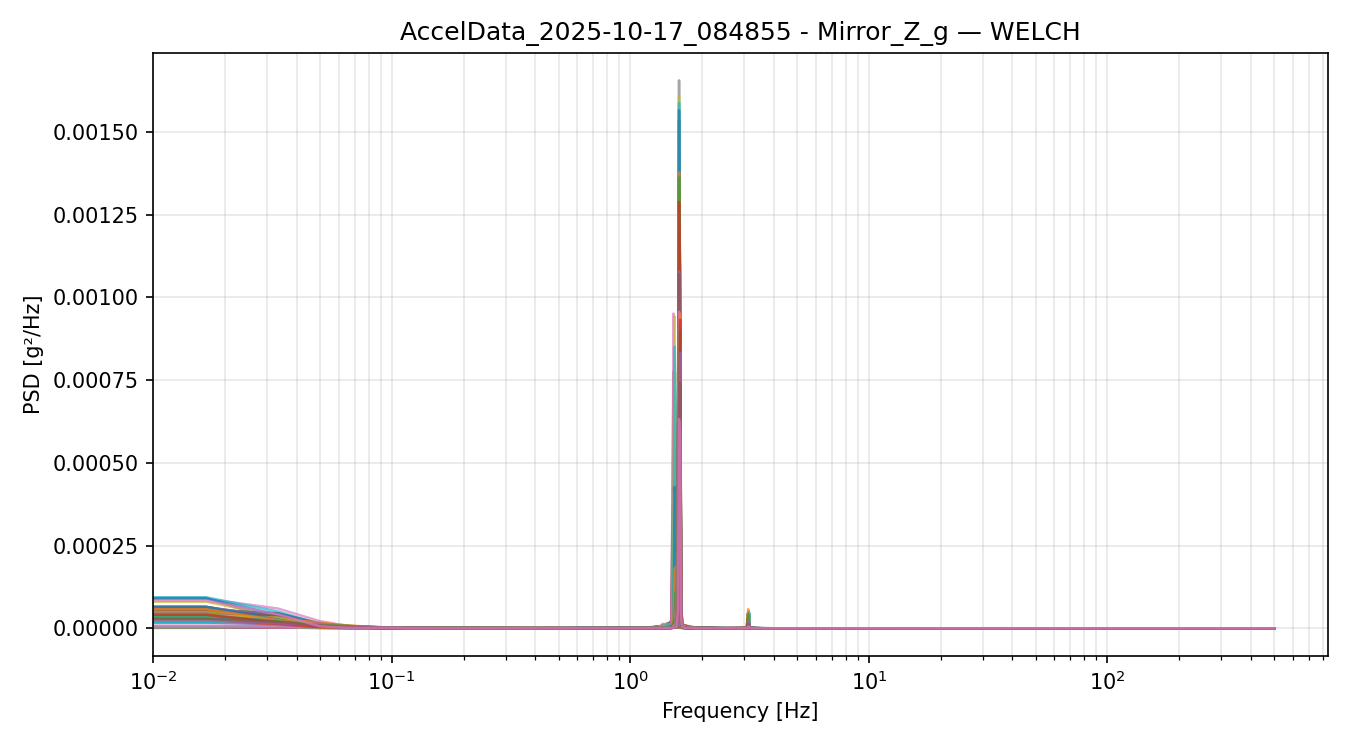 AccelData_2025-10-17_084855 - Mirror_Z_g — WELCH
PSD [g²/Hz]
0.00150
0.00125
0.00100
0.00075
0.00050
0.00025
0.00000
10⁻² 10⁻¹ 10⁰ 10¹ 10²
Frequency [Hz]